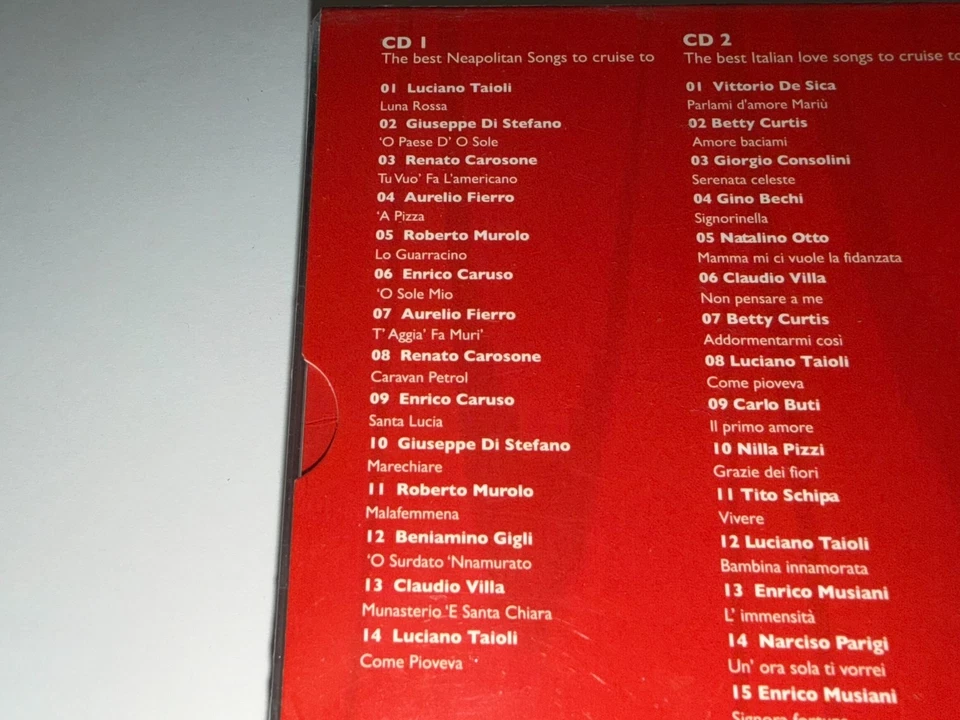 CD 1
The best Neapolitan Songs to cruise to
01 Luciano Taioli
Luna Rossa
02 Giuseppe Di Stefano
'O Paese D' O Sole
03 Renato Carosone
Tu Vuo' Fa L'americano
04 Aurelio Fierro
'A Pizza
05 Roberto Murolo
Lo Guarracino
06 Enrico Caruso
'O Sole Mio
07 Aurelio Fierro
T' Aggia' Fa Muri'
08 Renato Carosone
Caravan Petrol
09 Enrico Caruso
Santa Lucia
10 Giuseppe Di Stefano
Marechiare
11 Roberto Murolo
Malafemmena
12 Beniamino Gigli
'O Surdato 'Nnamurato
13 Claudio Villa
Munasterio 'E Santa Chiara
14 Luciano Taioli
Come Pioveva
CD 2
The best Italian love songs to cruise to
01 Vittorio De Sica
Parlami d'amore Mariù
02 Betty Curtis
Amore baciami
03 Giorgio Consolini
Serenata celeste
04 Gino Bechi
Signorinella
05 Natalino Otto
Mamma mi ci vuole la fidanzata
06 Claudio Villa
Non pensare a me
07 Betty Curtis
Addormentarmi così
08 Luciano Taioli
Come pioveva
09 Carlo Buti
Il primo amore
10 Nilla Pizzi
Grazie dei fiori
11 Tito Schipa
Vivere
12 Luciano Taioli
Bambina innamorata
13 Enrico Musiani
L' immensità
14 Narciso Parigi
Un' ora sola ti vorrei
15 Enrico Musiani